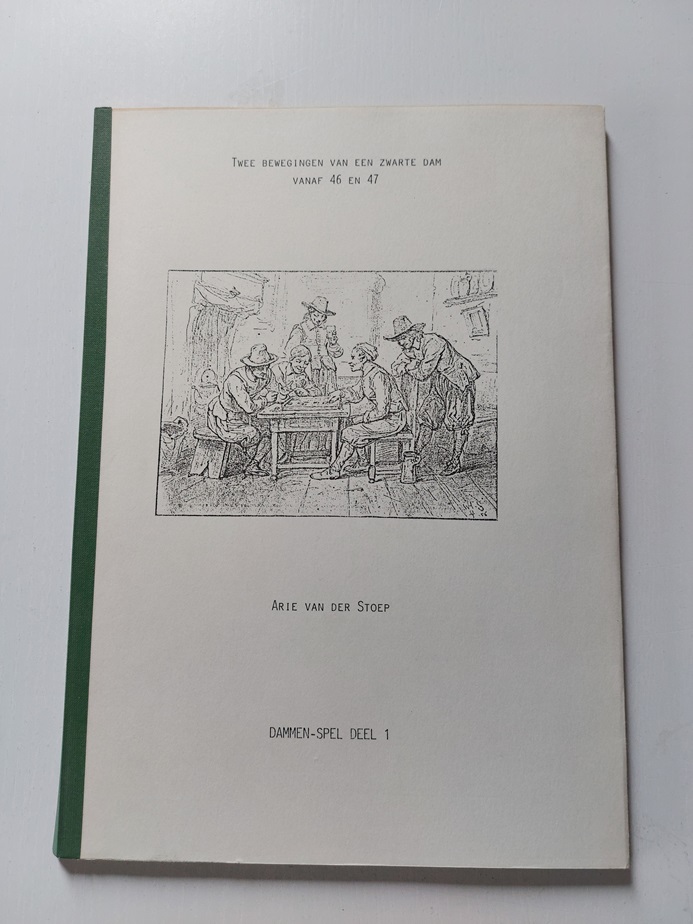 Twee bewegingen van een zwarte dam
vanaf 46 en 47
Arie van der Stoep
DAMMEN-SPEL DEEL 1